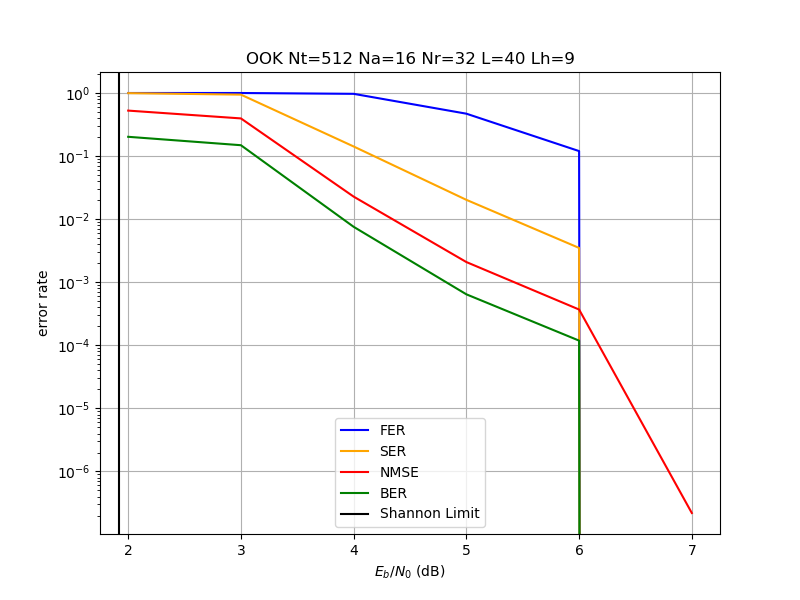 OOK Nt=512 Na=16 Nr=32 L=40 Lh=9
error rate
10⁰
10⁻¹
10⁻²
10⁻³
10⁻⁴
10⁻⁵
10⁻⁶
FER
SER
NMSE
BER
Shannon Limit
2 3 4 5 6 7
E_b/N_0 (dB)